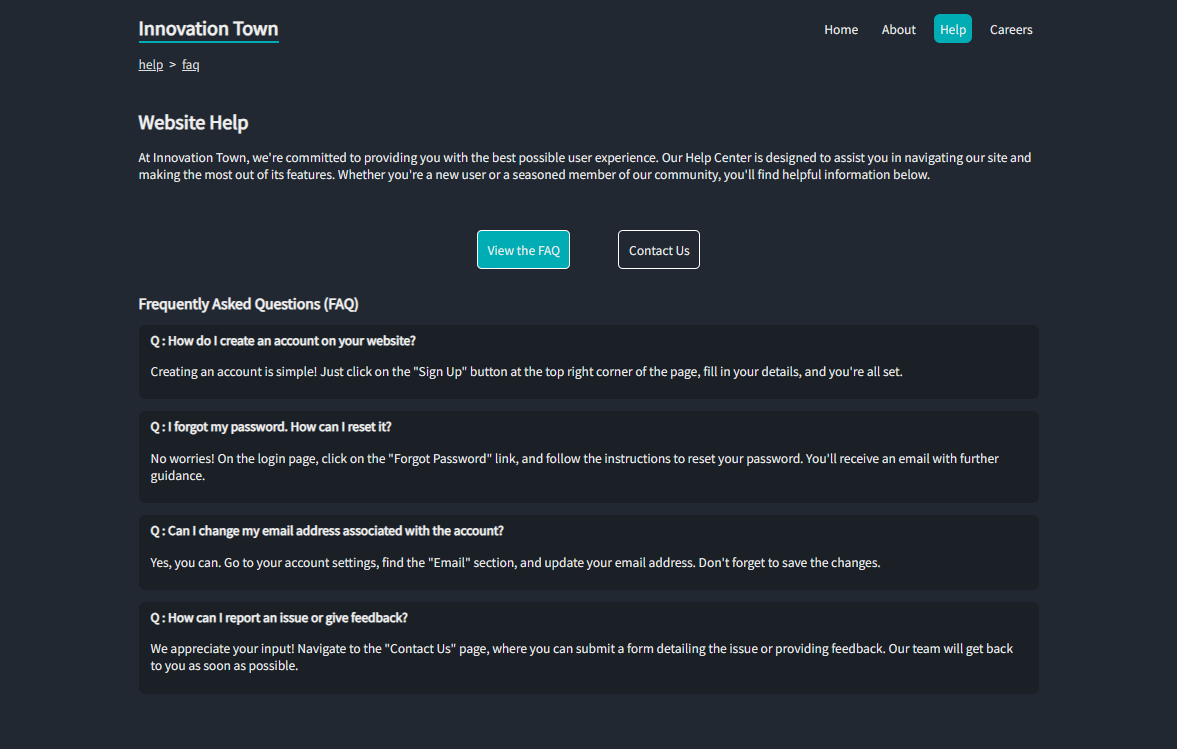 Innovation Town
Home About Help Careers
help > faq
Website Help
At Innovation Town, we're committed to providing you with the best possible user experience. Our Help Center is designed to assist you in navigating our site and
making the most out of its features. Whether you're a new user or a seasoned member of our community, you'll find helpful information below.
View the FAQ Contact Us
Frequently Asked Questions (FAQ)
Q : How do I create an account on your website?
Creating an account is simple! Just click on the "Sign Up" button at the top right corner of the page, fill in your details, and you're all set.
Q : I forgot my password. How can I reset it?
No worries! On the login page, click on the "Forgot Password" link, and follow the instructions to reset your password. You'll receive an email with further
guidance.
Q : Can I change my email address associated with the account?
Yes, you can. Go to your account settings, find the "Email" section, and update your email address. Don't forget to save the changes.
Q : How can I report an issue or give feedback?
We appreciate your input! Navigate to the "Contact Us" page, where you can submit a form detailing the issue or providing feedback. Our team will get back
to you as soon as possible.